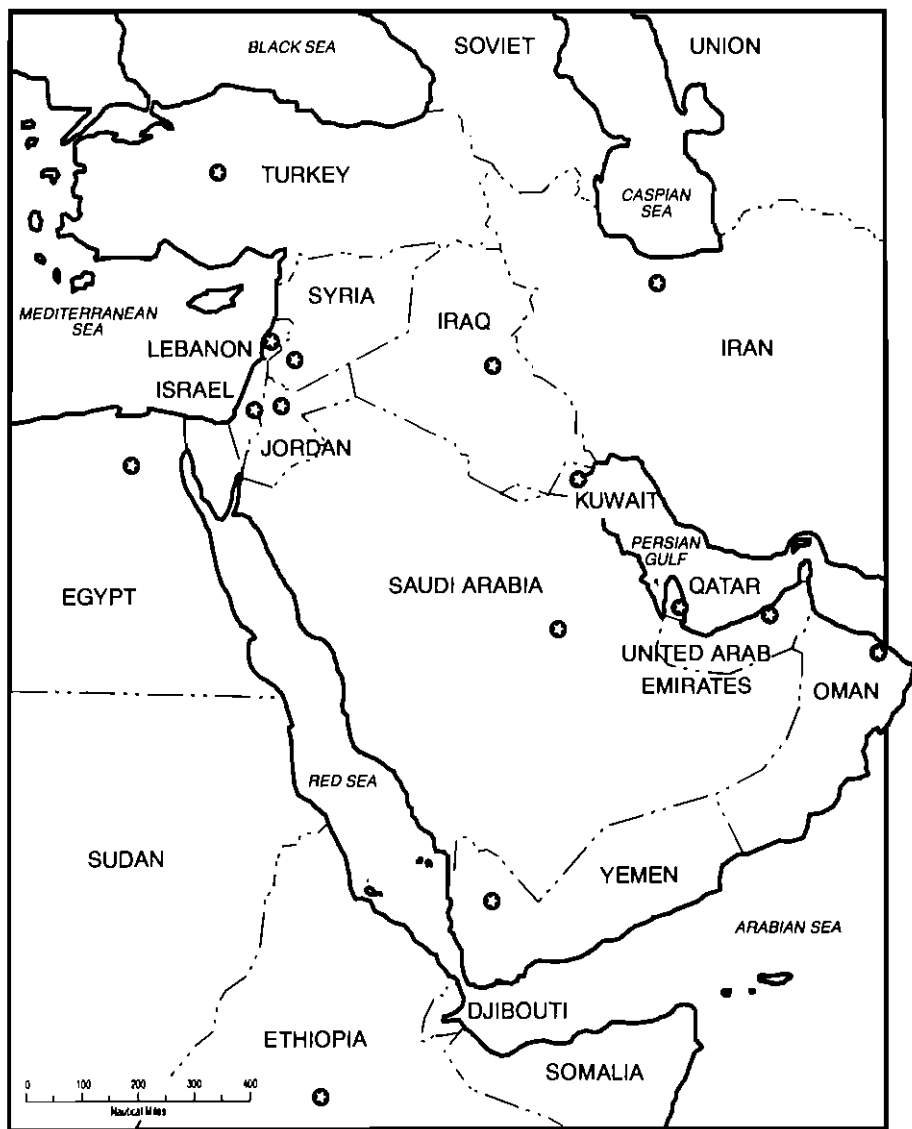 BLACK SEA
SOVIET UNION
TURKEY
CASPIAN
SEA
SYRIA
MEDITERRANEAN
SEA
IRAQ
LEBANON
IRAN
ISRAEL
JORDAN
KUWAIT
PERSIAN
GULF
SAUDI ARABIA
QATAR
EGYPT
UNITED ARAB
EMIRATES
OMAN
RED SEA
SUDAN
YEMEN
ARABIAN SEA
DJIBOUTI
ETHIOPIA
SOMALIA
0 100 200 300 400
Nautical Miles